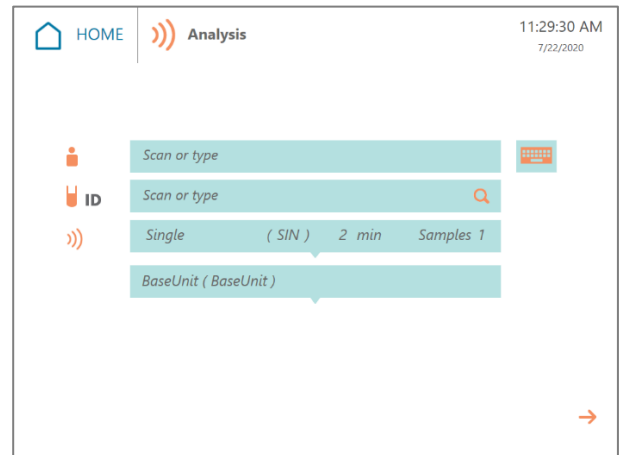 HOME
Analysis
11:29:30 AM
7/22/2020
Scan or type
ID
Scan or type
Single ( SIN ) 2 min Samples 1
BaseUnit ( BaseUnit )